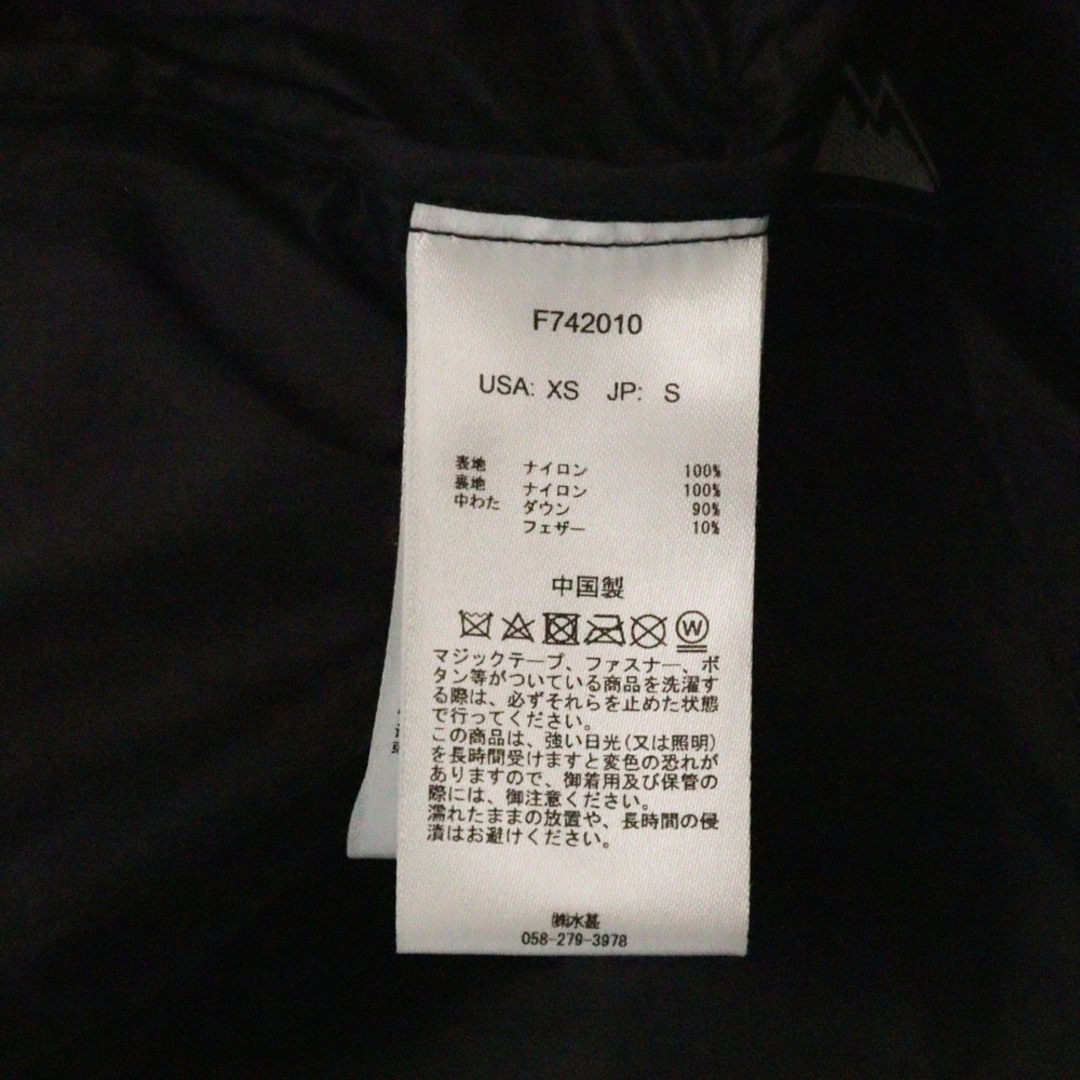 F742010
USA: XS JP: S
表地 ナイロン 100%
裏地 ナイロン 100%
中わた ダウン 90%
フェザー 10%
中国製
W
マジックテープ、ファスナー、ボ
タン等がついている商品を洗濯す
る際は、必ずそれらを止めた状態
で行ってください。
この商品は、強い日光(又は照明)
を長時間受けますと変色の恐れが
ありますので、御着用及び保管の
際には、御注意ください。
濡れたままの放置や、長時間の侵
漬はお避けください。
㈱水甚
058-279-3978